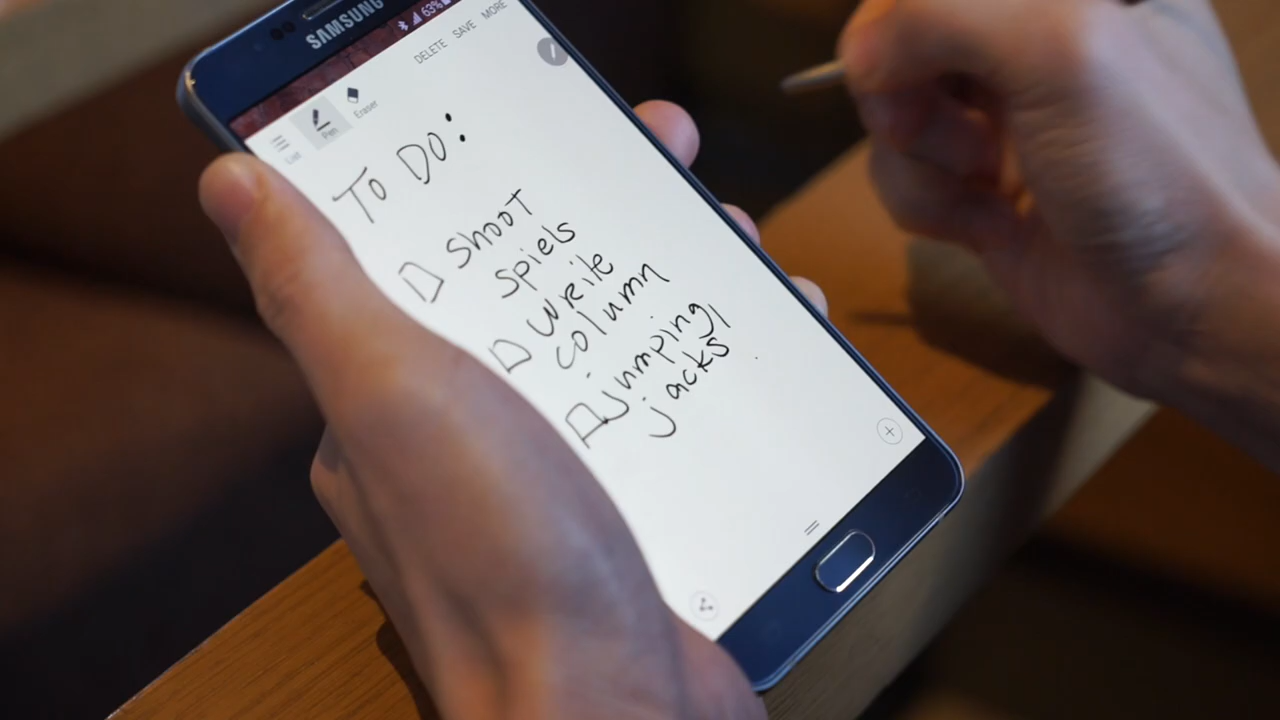 SAMSUNG
63%
DELETE SAVE MORE
List Pen Eraser
To Do:
shoot
spiels
write
column
jumping
jacks